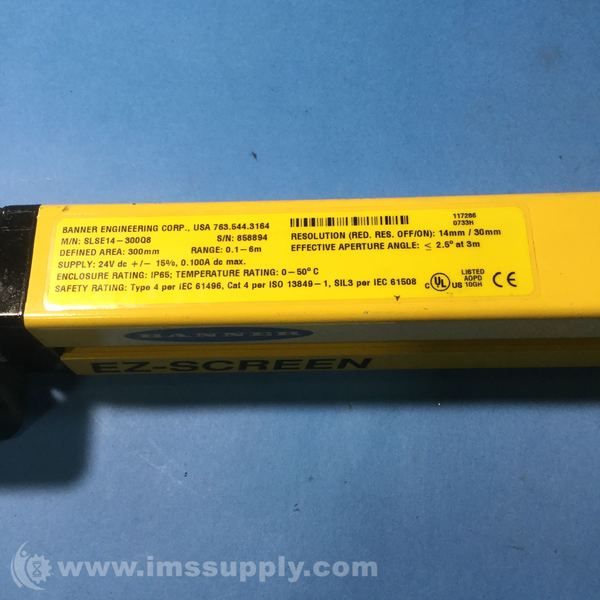 BANNER ENGINEERING CORP., USA 763.544.3164
M/N: SLSE14-300Q8 S/N: 858894
DEFINED AREA: 300mm RANGE: 0.1-6m
SUPPLY: 24V dc +/- 15%, 0.100A dc max.
ENCLOSURE RATING: IP65; TEMPERATURE RATING: 0-50°C
SAFETY RATING: Type 4 per IEC 61496, Cat 4 per ISO 13849-1, SIL3 per IEC 61508
117286
0733H
RESOLUTION (RED. RES. OFF/ON): 14mm / 30mm
EFFECTIVE APERTURE ANGLE: ≤ 2.5° at 3m
C UL US
LISTED
AOPD
10GH
CE
BANNER
EZ-SCREEN
© www.imssupply.com